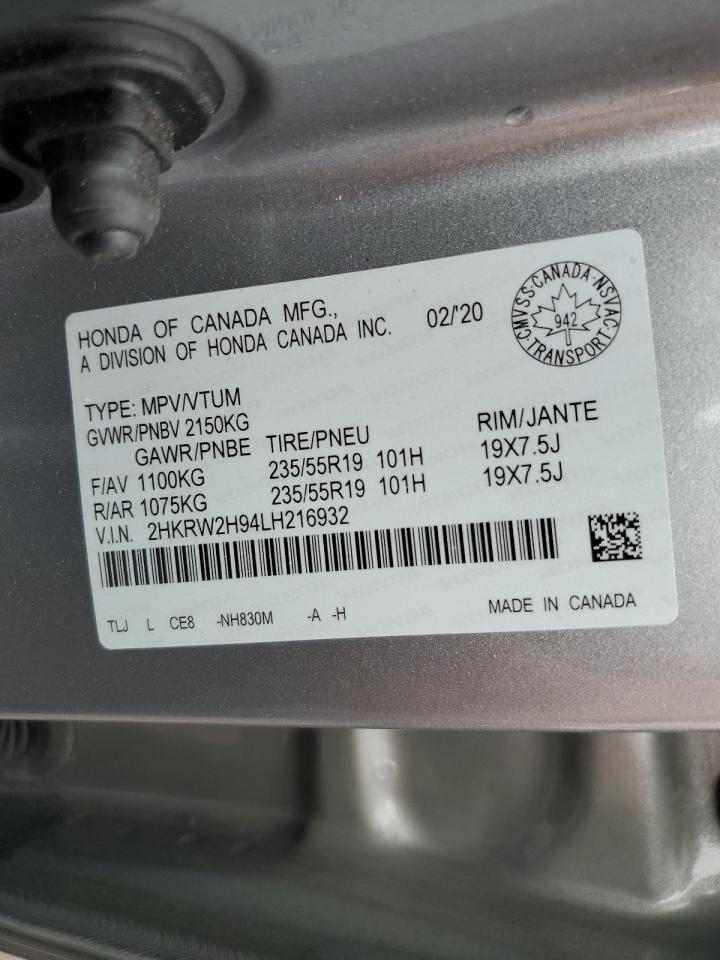 HONDA OF CANADA MFG.,
A DIVISION OF HONDA CANADA INC. 02/'20
CMVSS·CANADA·NSVAC·TRANSPORT·
942
TYPE: MPV/VTUM
GVWR/PNBV 2150KG
GAWR/PNBE TIRE/PNEU RIM/JANTE
F/AV 1100KG 235/55R19 101H 19X7.5J
R/AR 1075KG 235/55R19 101H 19X7.5J
V.I.N. 2HKRW2H94LH216932
TLJ L CE8 -NH830M -A -H MADE IN CANADA